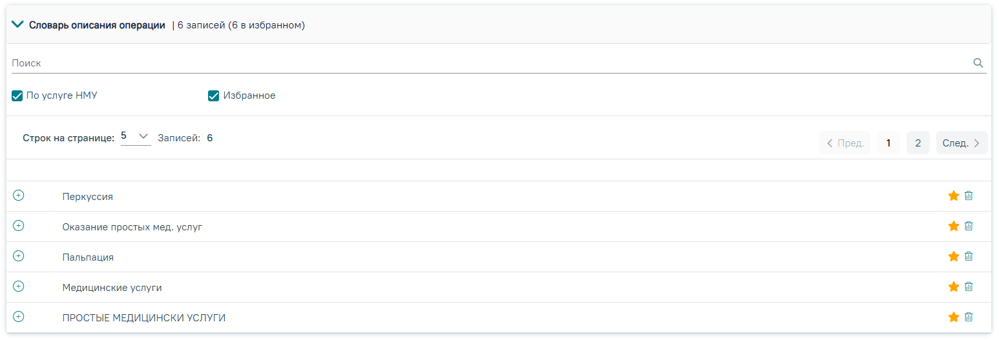 Словарь описания операции | 6 записей (6 в избранном)
Поиск
По услуге НМУ Избранное
Строк на странице: 5 Записей: 6 Пред. 1 2 След.
Перкуссия
Оказание простых мед. услуг
Пальпация
Медицинские услуги
ПРОСТЫЕ МЕДИЦИНСКИ УСЛУГИ